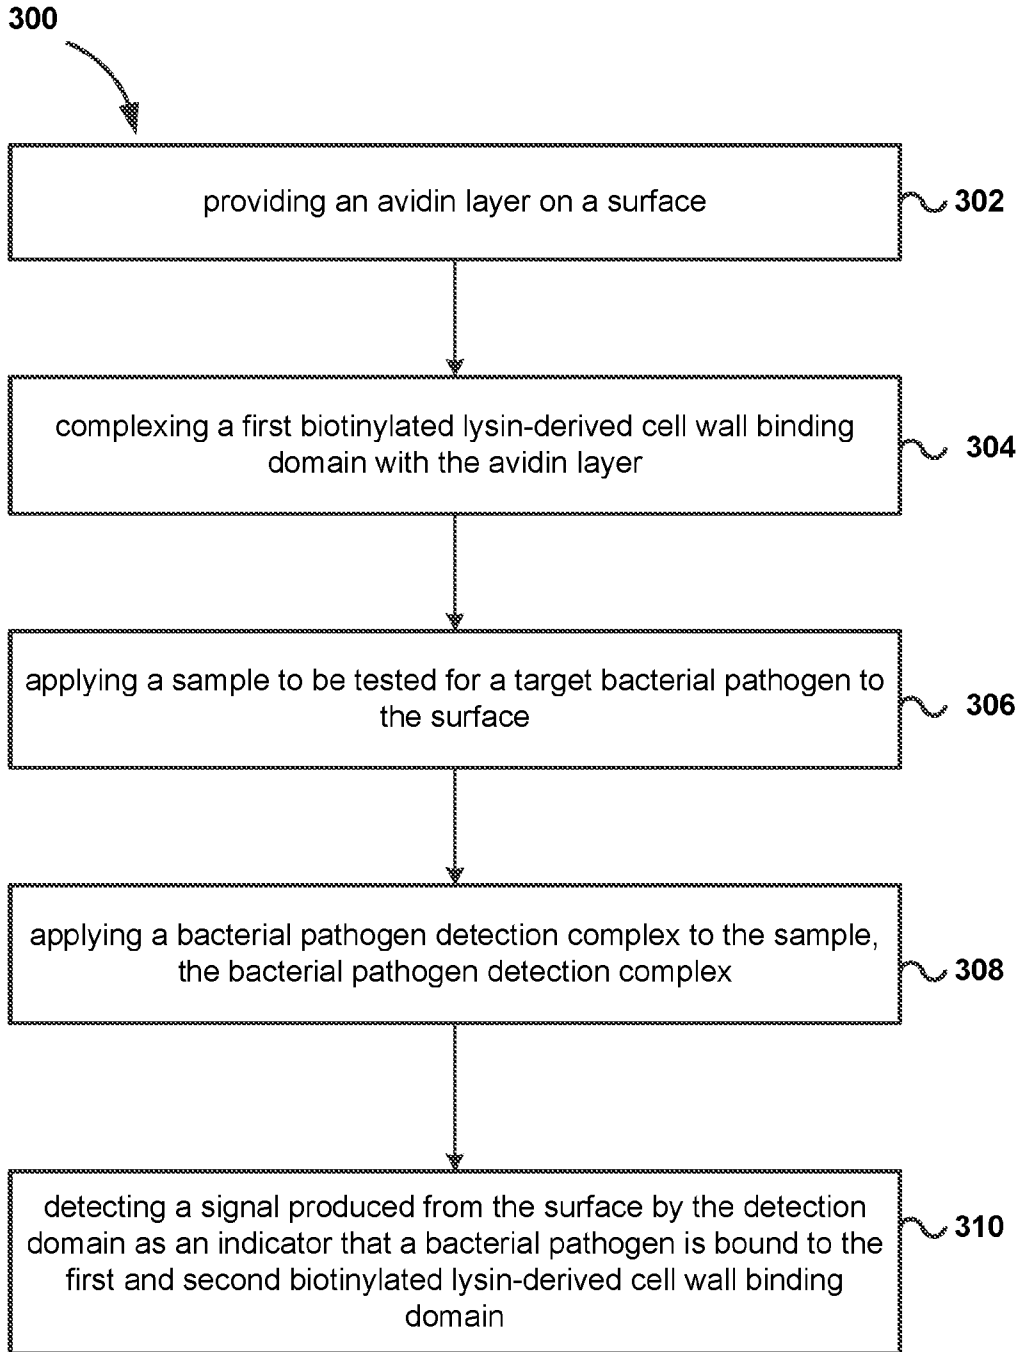 300
providing an avidin layer on a surface
302
complexing a first biotinylated lysin-derived cell wall binding
domain with the avidin layer
304
applying a sample to be tested for a target bacterial pathogen to
the surface
306
applying a bacterial pathogen detection complex to the sample,
the bacterial pathogen detection complex
308
detecting a signal produced from the surface by the detection
domain as an indicator that a bacterial pathogen is bound to the
first and second biotinylated lysin-derived cell wall binding
domain
310